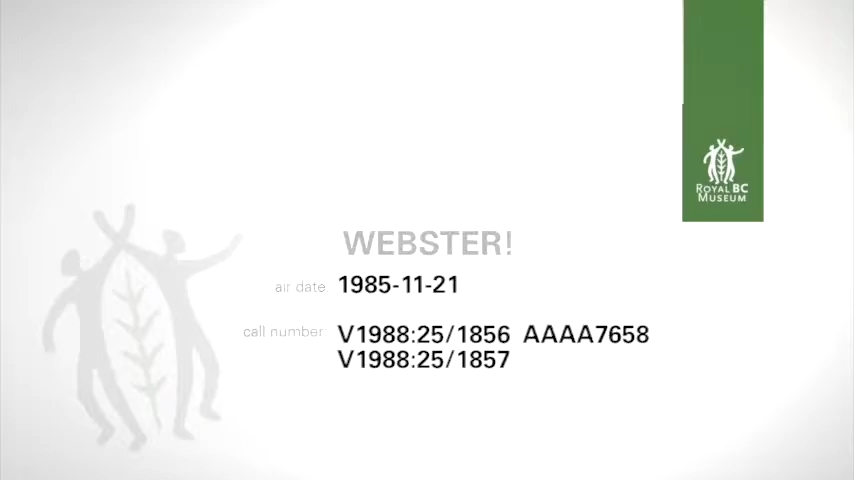 ROYAL BC
MUSEUM
WEBSTER!
air date: 1985-11-21
call number: V1988:25/1856 AAAA7658
V1988:25/1857